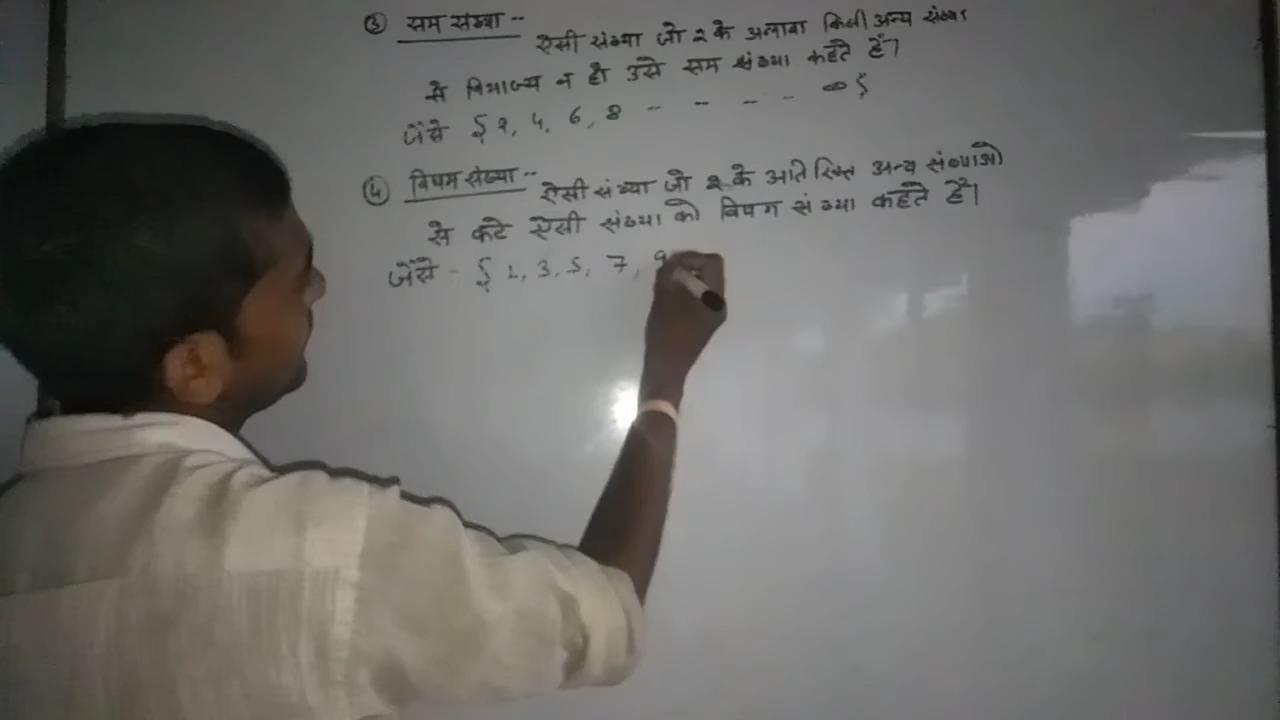 ③ सम संख्या --
ऐसी संख्या जो 2 के अलावा किसी अन्य संख्या
से विभाज्य न हो उसे सम संख्या कहते हैं।
जैसे { 2, 4, 6, 8 - - - - ∞ }
④ विषम संख्या --
ऐसी संख्या जो 2 के अतिरिक्त अन्य संख्याओ
से कटे ऐसी संख्या को विषम संख्या कहते हैं।
जैसे - { 1, 3, 5, 7, 9